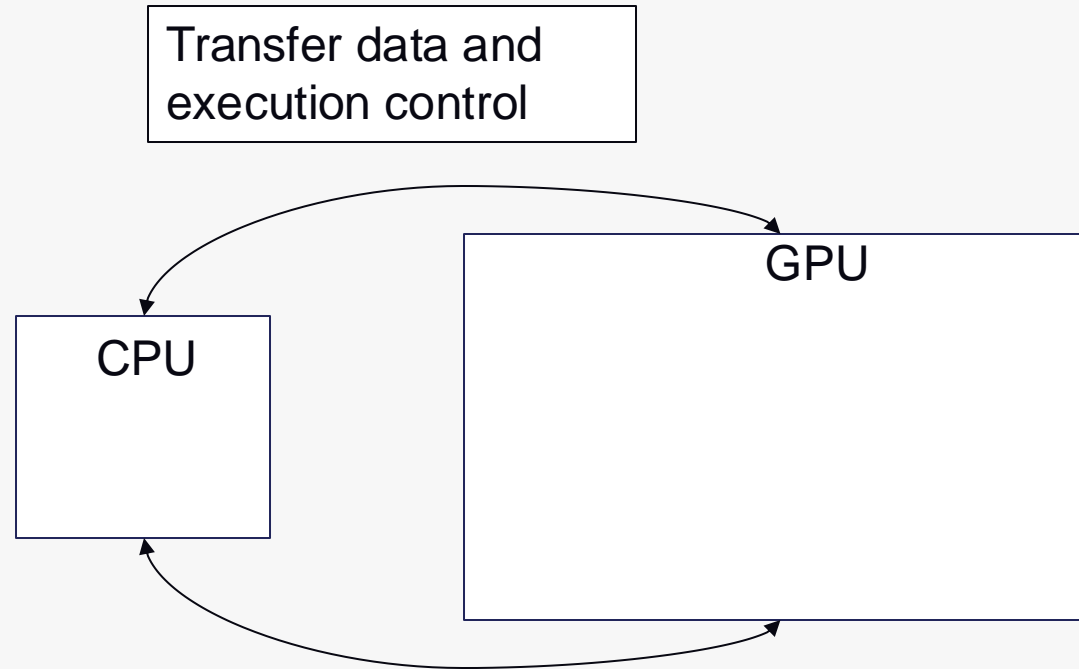 Transfer data and
execution control
GPU
CPU